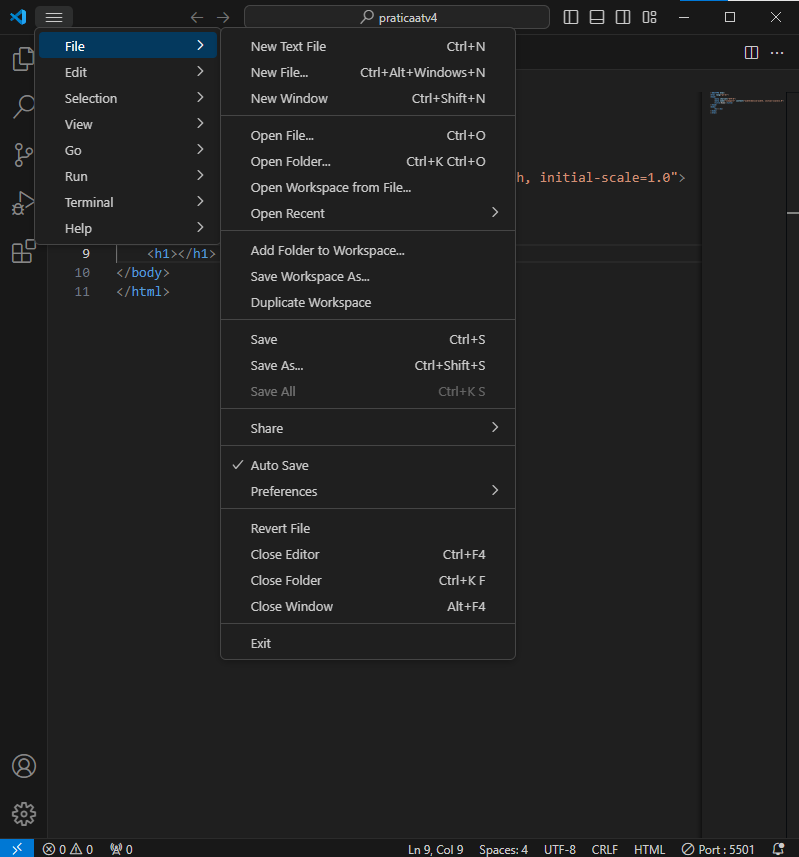 praticaatv4
File
Edit
Selection
View
Go
Run
Terminal
Help
New Text File Ctrl+N
New File... Ctrl+Alt+Windows+N
New Window Ctrl+Shift+N
Open File... Ctrl+O
Open Folder... Ctrl+K Ctrl+O
Open Workspace from File...
Open Recent
Add Folder to Workspace...
Save Workspace As...
Duplicate Workspace
Save Ctrl+S
Save As... Ctrl+Shift+S
Save All Ctrl+K S
Share
Auto Save
Preferences
Revert File
Close Editor Ctrl+F4
Close Folder Ctrl+K F
Close Window Alt+F4
Exit
h, initial-scale=1.0">
9 <h1></h1>
10 </body>
11 </html>
0 0 0 Ln 9, Col 9 Spaces: 4 UTF-8 CRLF HTML Port : 5501